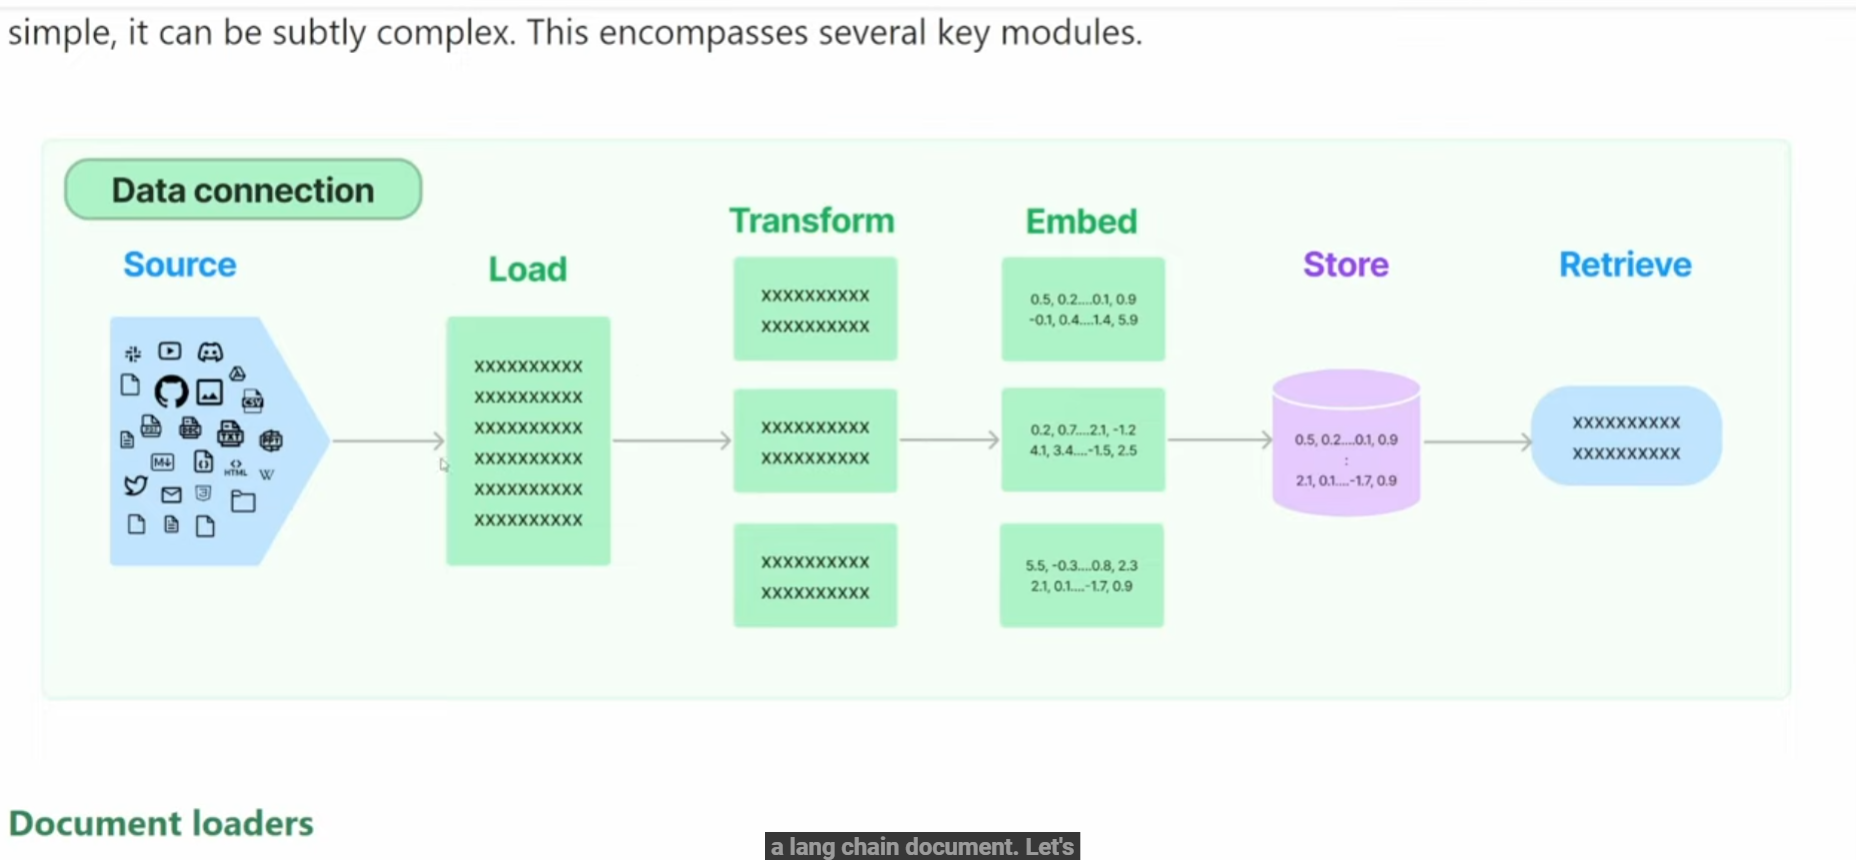 simple, it can be subtly complex. This encompasses several key modules.
Data connection
Source
Load
Transform
Embed
Store
Retrieve
CSV
TXT
PPT
M↓
HTML
W
XXXXXXXXXX
XXXXXXXXXX
XXXXXXXXXX
XXXXXXXXXX
XXXXXXXXXX
XXXXXXXXXX
XXXXXXXXXX
XXXXXXXXXX
XXXXXXXXXX
XXXXXXXXXX
XXXXXXXXXX
XXXXXXXXXX
0.5, 0.2....0.1, 0.9
-0.1, 0.4....1.4, 5.9
0.2, 0.7....2.1, -1.2
4.1, 3.4....-1.5, 2.5
5.5, -0.3....0.8, 2.3
2.1, 0.1....-1.7, 0.9
0.5, 0.2....0.1, 0.9
:
2.1, 0.1....-1.7, 0.9
XXXXXXXXXX
XXXXXXXXXX
Document loaders
a lang chain document. Let's